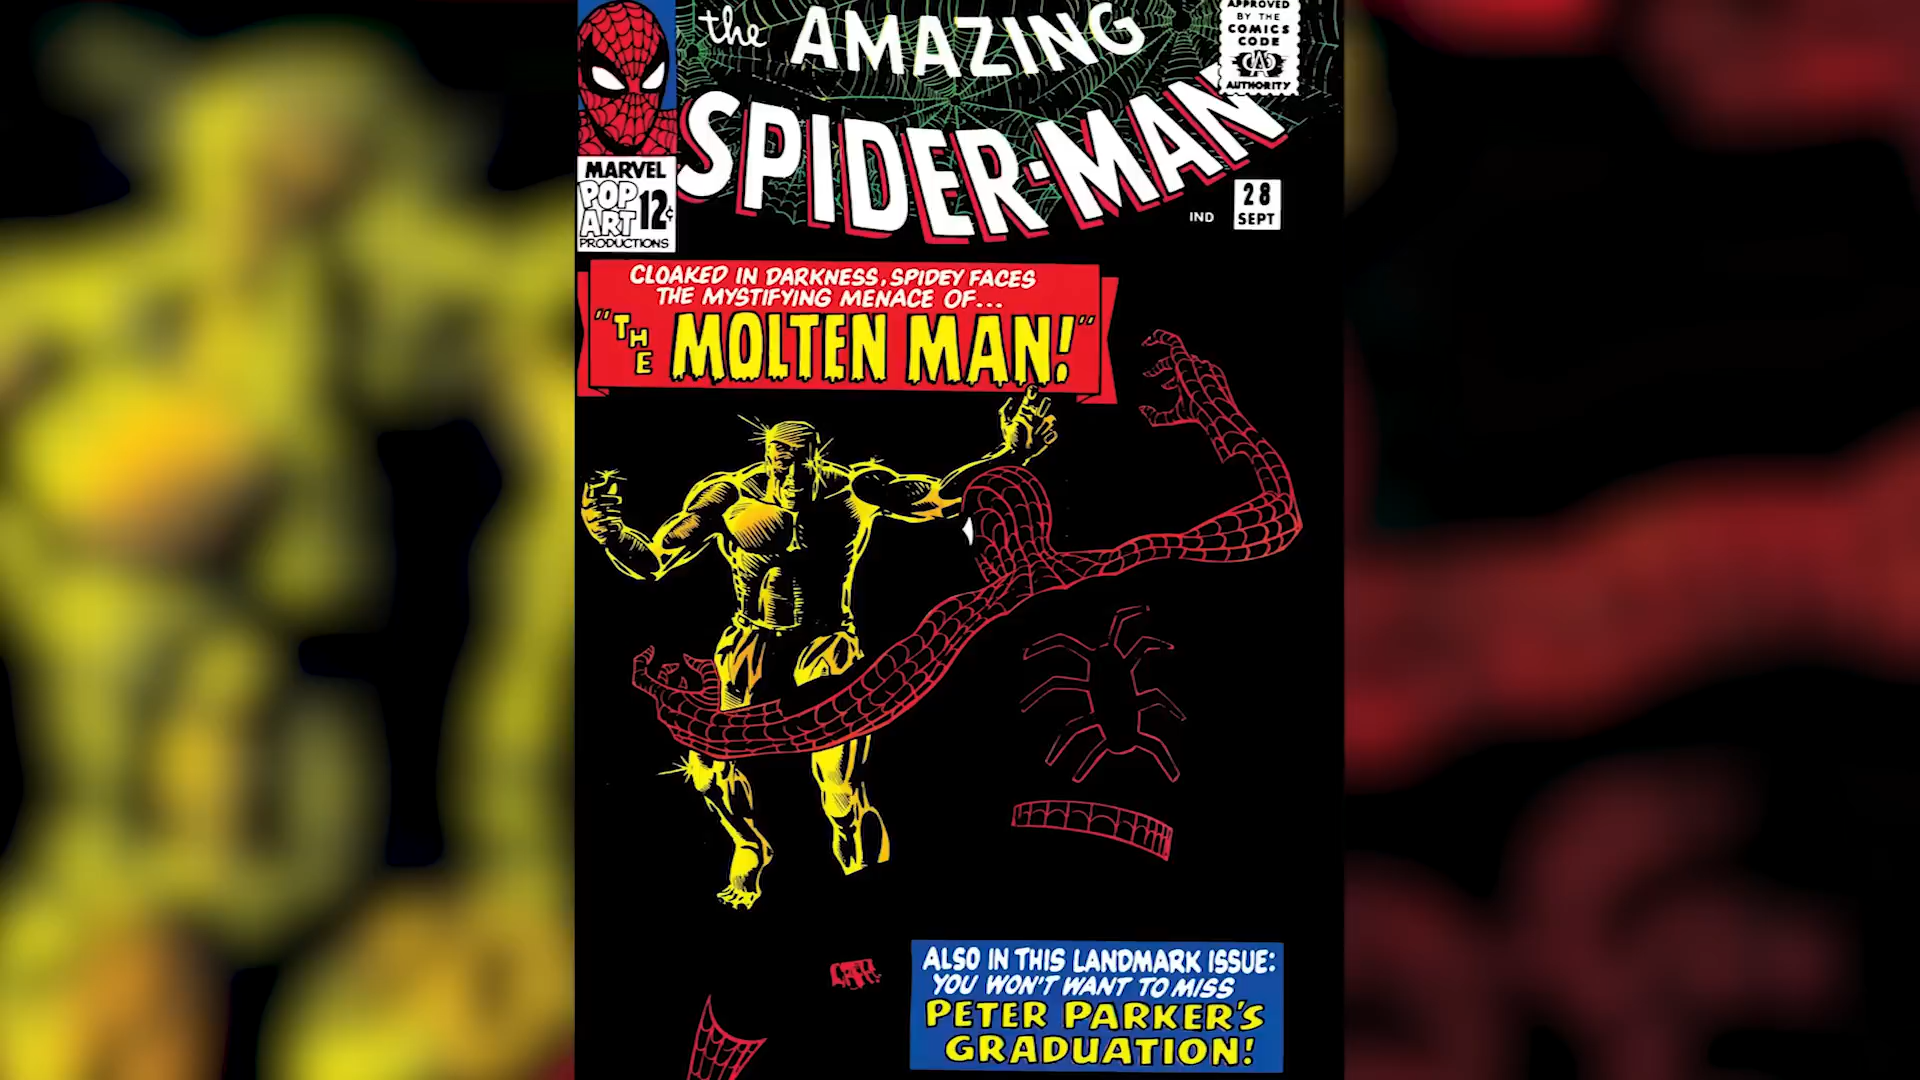 the AMAZING
SPIDER-MAN
APPROVED
BY THE
COMICS
CODE
CA
AUTHORITY
MARVEL
POP
ART
12¢
PRODUCTIONS
IND
28
SEPT
CLOAKED IN DARKNESS, SPIDEY FACES
THE MYSTIFYING MENACE OF...
"THE MOLTEN MAN!"
ALSO IN THIS LANDMARK ISSUE:
YOU WON'T WANT TO MISS
PETER PARKER'S
GRADUATION!